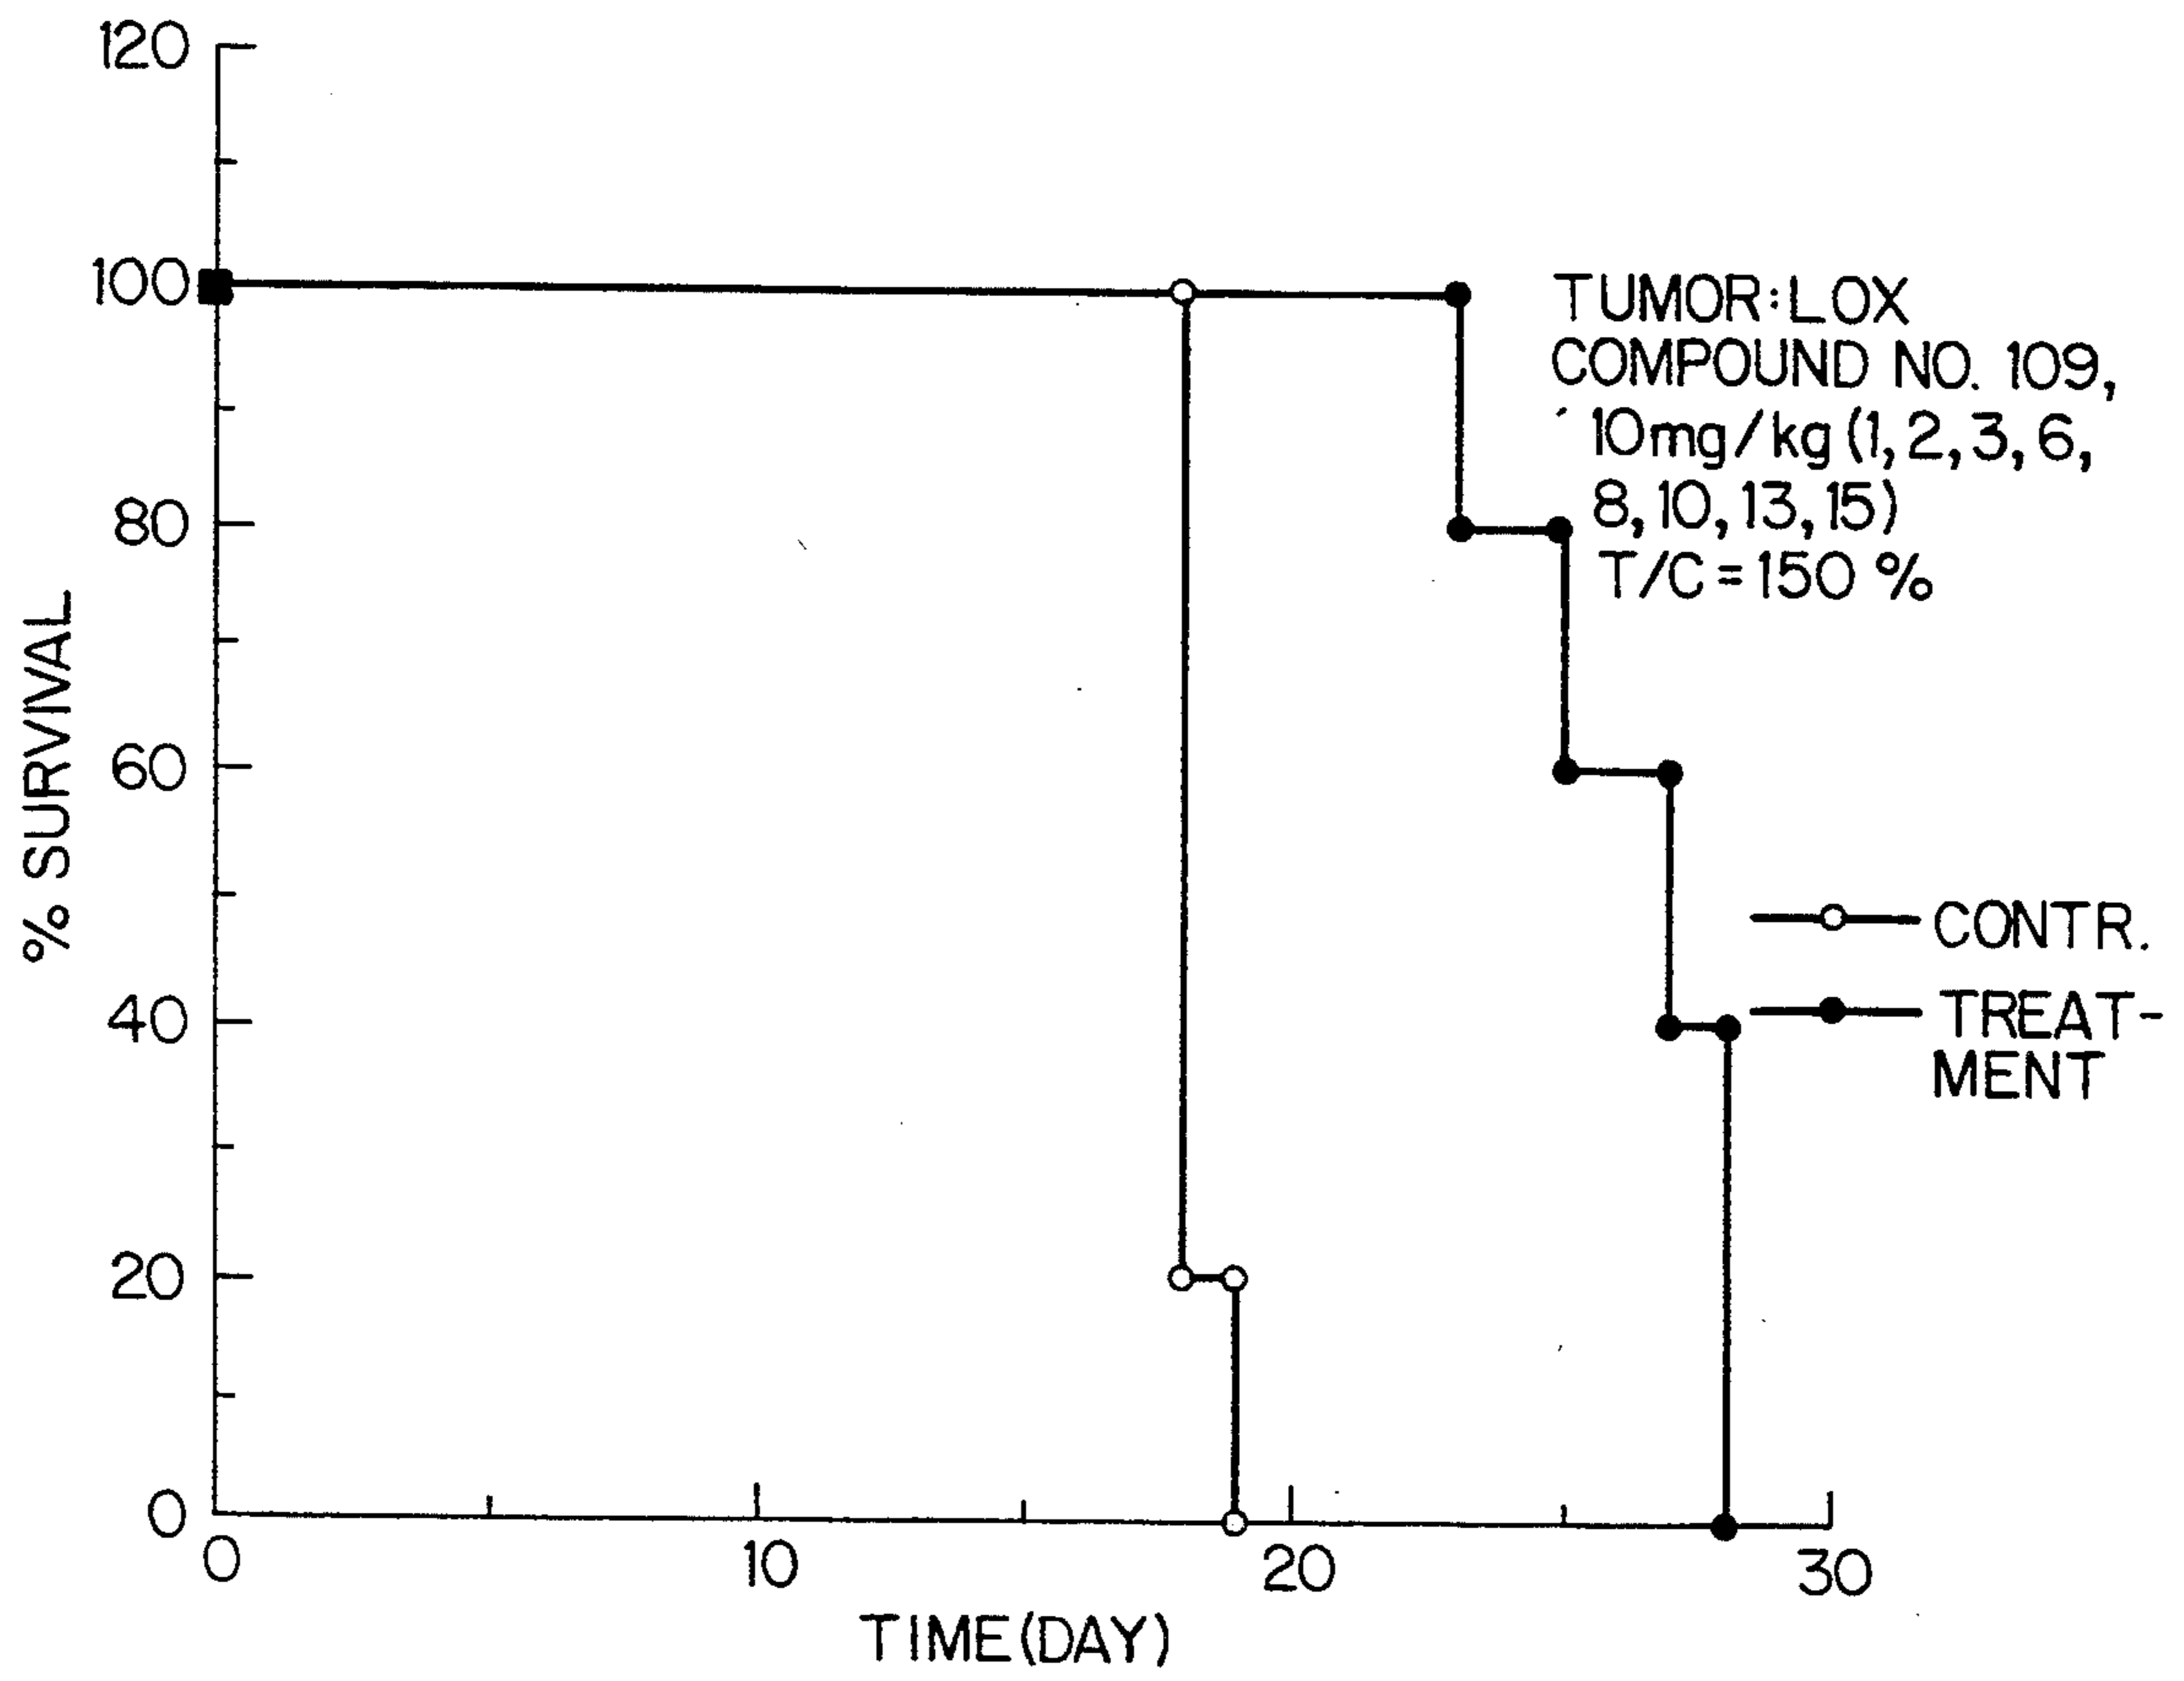 120
100
80
60
40
20
0
% SURVIVAL
0
10
20
30
TIME(DAY)
TUMOR:LOX
COMPOUND NO. 109,
10mg/kg (1, 2, 3, 6,
8, 10, 13, 15)
T/C = 150 %
CONTR.
TREAT-
MENT